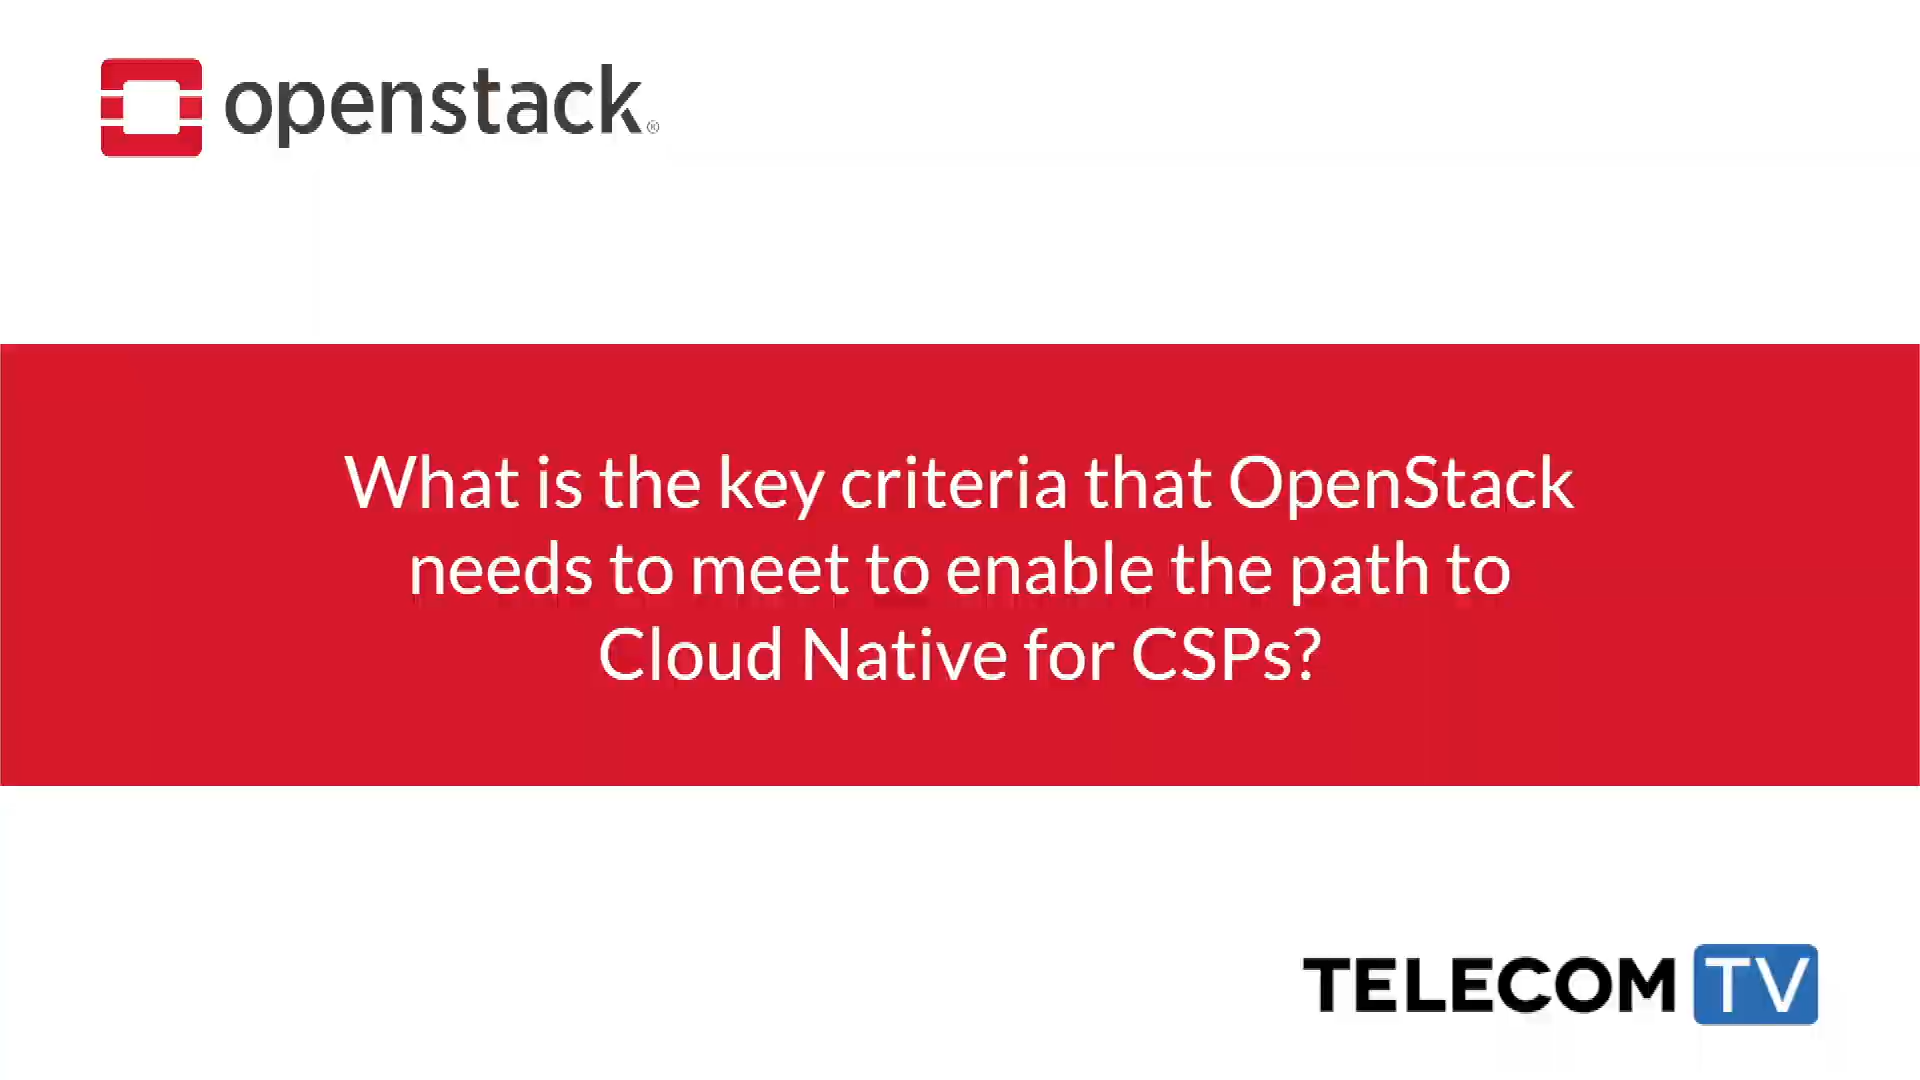 openstack®
What is the key criteria that OpenStack
needs to meet to enable the path to
Cloud Native for CSPs?
TELECOM TV